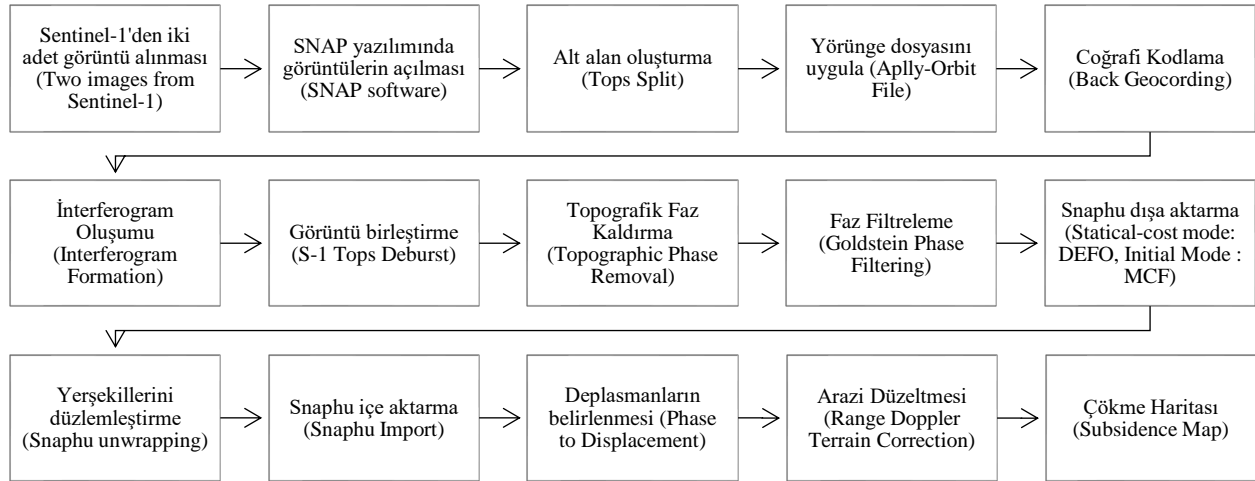 Sentinel-1'den iki
adet görüntü alınması
(Two images from
Sentinel-1)
SNAP yazılımında
görüntülerin açılması
(SNAP software)
Alt alan oluşturma
(Tops Split)
Yörünge dosyasını
uygula (Aplly-Orbit
File)
Coğrafi Kodlama
(Back Geocording)
İnterferogram
Oluşumu
(Interferogram
Formation)
Görüntü birleştirme
(S-1 Tops Deburst)
Topografik Faz
Kaldırma
(Topographic Phase
Removal)
Faz Filtreleme
(Goldstein Phase
Filtering)
Snaphu dışa aktarma
(Statical-cost mode:
DEFO, Initial Mode :
MCF)
Yerşekillerini
düzlemleştirme
(Snaphu unwrapping)
Snaphu içe aktarma
(Snaphu Import)
Deplasmanların
belirlenmesi (Phase
to Displacement)
Arazi Düzeltmesi
(Range Doppler
Terrain Correction)
Çökme Haritası
(Subsidence Map)